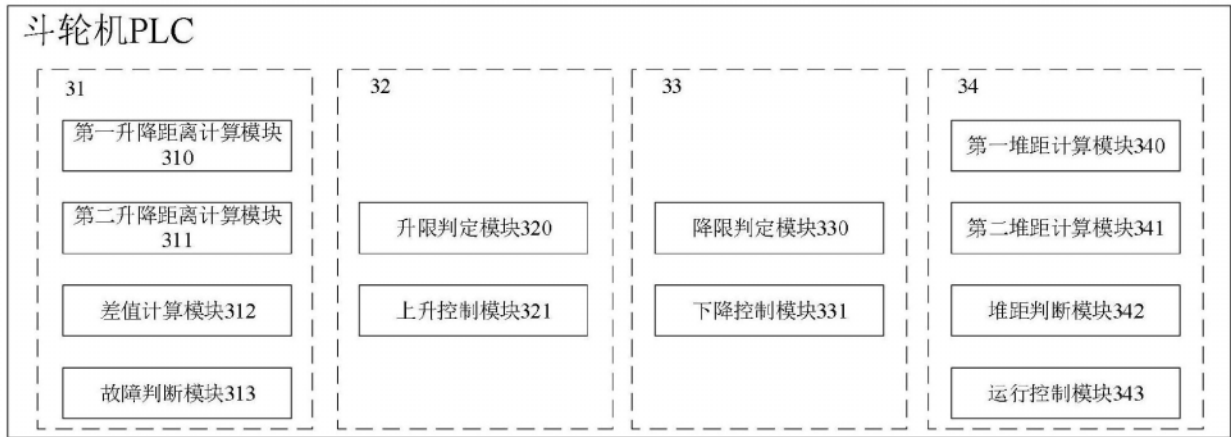 斗轮机PLC
31
第一升降距离计算模块
310
第二升降距离计算模块
311
差值计算模块312
故障判断模块313
32
升限判定模块320
上升控制模块321
33
降限判定模块330
下降控制模块331
34
第一堆距计算模块340
第二堆距计算模块341
堆距判断模块342
运行控制模块343